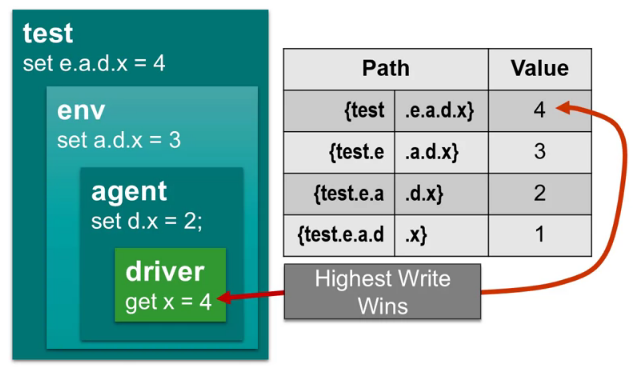 test
set e.a.d.x = 4
env
set a.d.x = 3
agent
set d.x = 2;
driver
get x = 4
Path Value
{test .e.a.d.x} 4
{test.e .a.d.x} 3
{test.e.a .d.x} 2
{test.e.a.d .x} 1
Highest Write
Wins